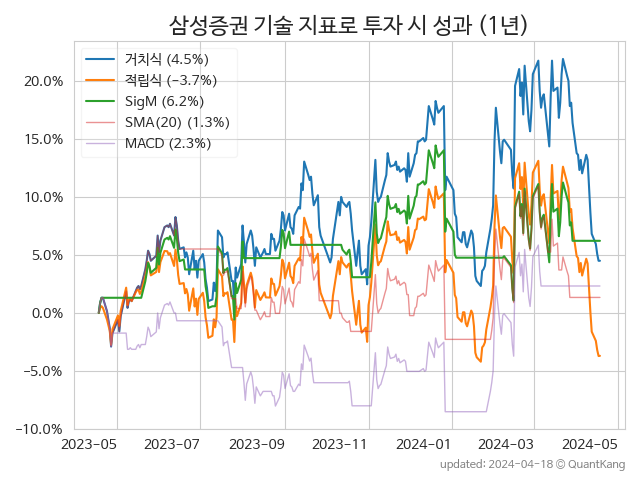 삼성증권 기술 지표로 투자 시 성과 (1년)
거치식 (4.5%)
적립식 (−3.7%)
SigM (6.2%)
SMA(20) (1.3%)
MACD (2.3%)
20.0%
15.0%
10.0%
5.0%
0.0%
−5.0%
−10.0%
2023-05 2023-07 2023-09 2023-11 2024-01 2024-03 2024-05
updated: 2024-04-18 ⓒ QuantKang